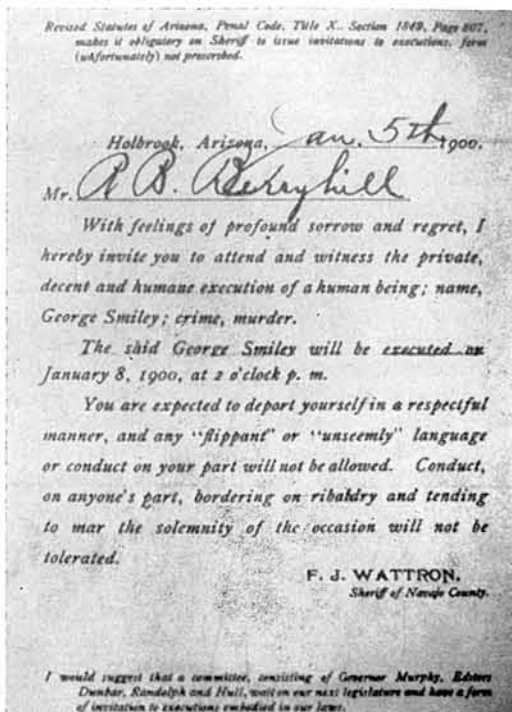 Revised Statutes of Arizona, Penal Code, Title X., Section 1849, Page 807,
makes it obligatory on Sheriff to issue invitations to executions, form
(unfortunately) not prescribed.
Holbrook, Arizona, Jan. 5th 1900.
Mr. A B. Berryhill
With feelings of profound sorrow and regret, I
hereby invite you to attend and witness the private,
decent and humane execution of a human being; name,
George Smiley; crime, murder.
The said George Smiley will be executed on
January 8, 1900, at 2 o'clock p. m.
You are expected to deport yourself in a respectful
manner, and any "flippant" or "unseemly" language
or conduct on your part will not be allowed. Conduct,
on anyone's part, bordering on ribaldry and tending
to mar the solemnity of the occasion will not be
tolerated.
F. J. WATTRON,
Sheriff of Navajo County.
I would suggest that a committee, consisting of Governor Murphy, Editors
Dunbar, Randolph and Hull, wait on our next legislature and have a form
of invitation to executions embodied in our laws.